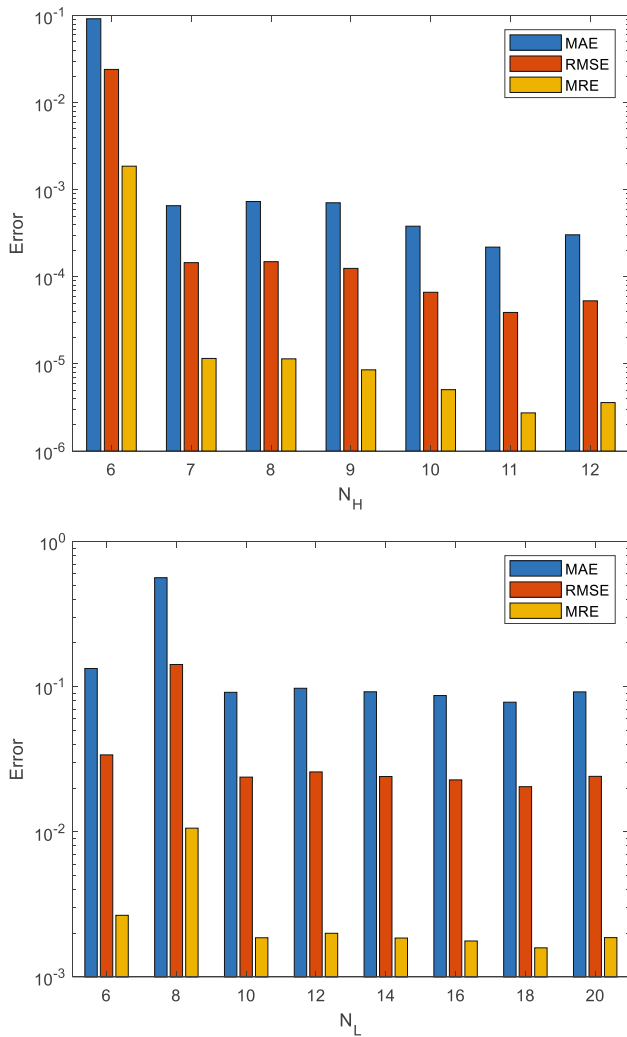 10^-1
10^-2
10^-3
10^-4
10^-5
10^-6
Error
MAE
RMSE
MRE
6 7 8 9 10 11 12
N_H
10^0
10^-1
10^-2
10^-3
Error
MAE
RMSE
MRE
6 8 10 12 14 16 18 20
N_L